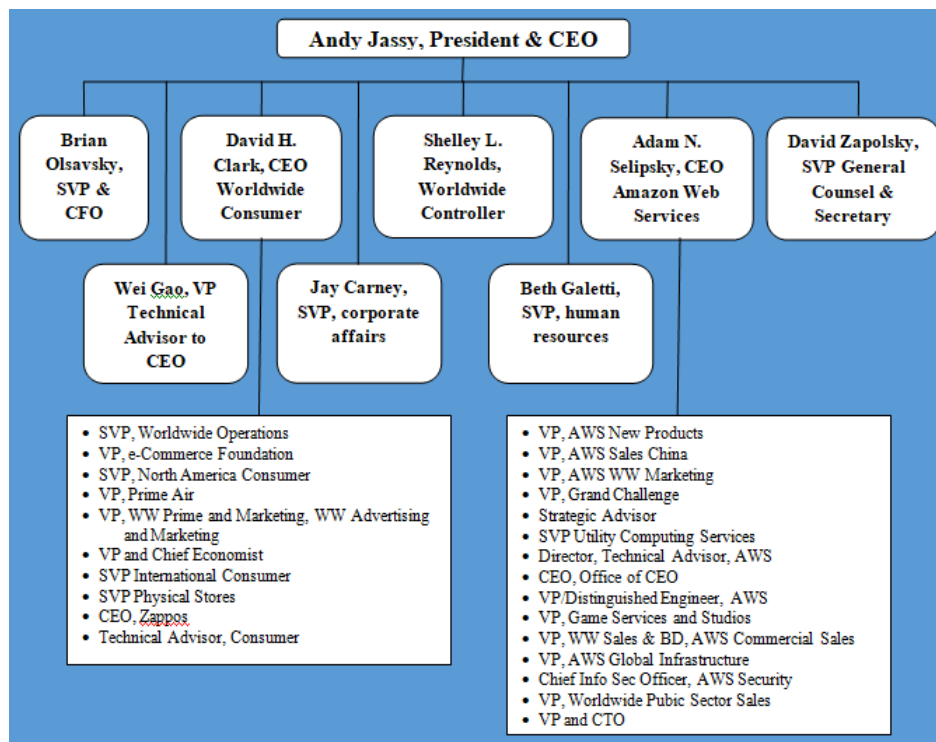 Andy Jassy, President & CEO
Brian
Olsavsky,
SVP &
CFO
David H.
Clark, CEO
Worldwide
Consumer
Shelley L.
Reynolds,
Worldwide
Controller
Adam N.
Selipsky, CEO
Amazon Web
Services
David Zapolsky,
SVP General
Counsel &
Secretary
Wei Gao, VP
Technical
Advisor to
CEO
Jay Carney,
SVP, corporate
affairs
Beth Galetti,
SVP, human
resources
• SVP, Worldwide Operations
• VP, e-Commerce Foundation
• SVP, North America Consumer
• VP, Prime Air
• VP, WW Prime and Marketing, WW Advertising
and Marketing
• VP and Chief Economist
• SVP International Consumer
• SVP Physical Stores
• CEO, Zappos
• Technical Advisor, Consumer
• VP, AWS New Products
• VP, AWS Sales China
• VP, AWS WW Marketing
• VP, Grand Challenge
• Strategic Advisor
• SVP Utility Computing Services
• Director, Technical Advisor, AWS
• CEO, Office of CEO
• VP/Distinguished Engineer, AWS
• VP, Game Services and Studios
• VP, WW Sales & BD, AWS Commercial Sales
• VP, AWS Global Infrastructure
• Chief Info Sec Officer, AWS Security
• VP, Worldwide Pubic Sector Sales
• VP and CTO